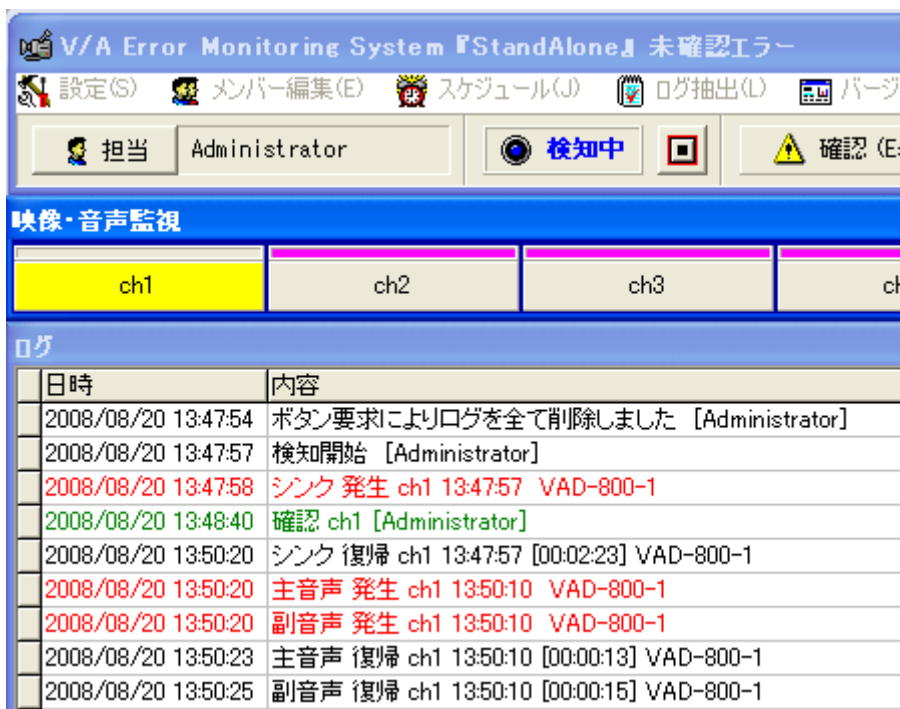 V/A Error Monitoring System『StandAlone』未確認エラー
設定(S) メンバー編集(E) スケジュール(J) ログ抽出(L) バージ
担当 Administrator 検知中 確認 (E
映像・音声監視
ch1 ch2 ch3
ログ
日時 内容
2008/08/20 13:47:54 ボタン要求によりログを全て削除しました [Administrator]
2008/08/20 13:47:57 検知開始 [Administrator]
2008/08/20 13:47:58 シンク 発生 ch1 13:47:57 VAD-800-1
2008/08/20 13:48:40 確認 ch1 [Administrator]
2008/08/20 13:50:20 シンク 復帰 ch1 13:47:57 [00:02:23] VAD-800-1
2008/08/20 13:50:20 主音声 発生 ch1 13:50:10 VAD-800-1
2008/08/20 13:50:20 副音声 発生 ch1 13:50:10 VAD-800-1
2008/08/20 13:50:23 主音声 復帰 ch1 13:50:10 [00:00:13] VAD-800-1
2008/08/20 13:50:25 副音声 復帰 ch1 13:50:10 [00:00:15] VAD-800-1